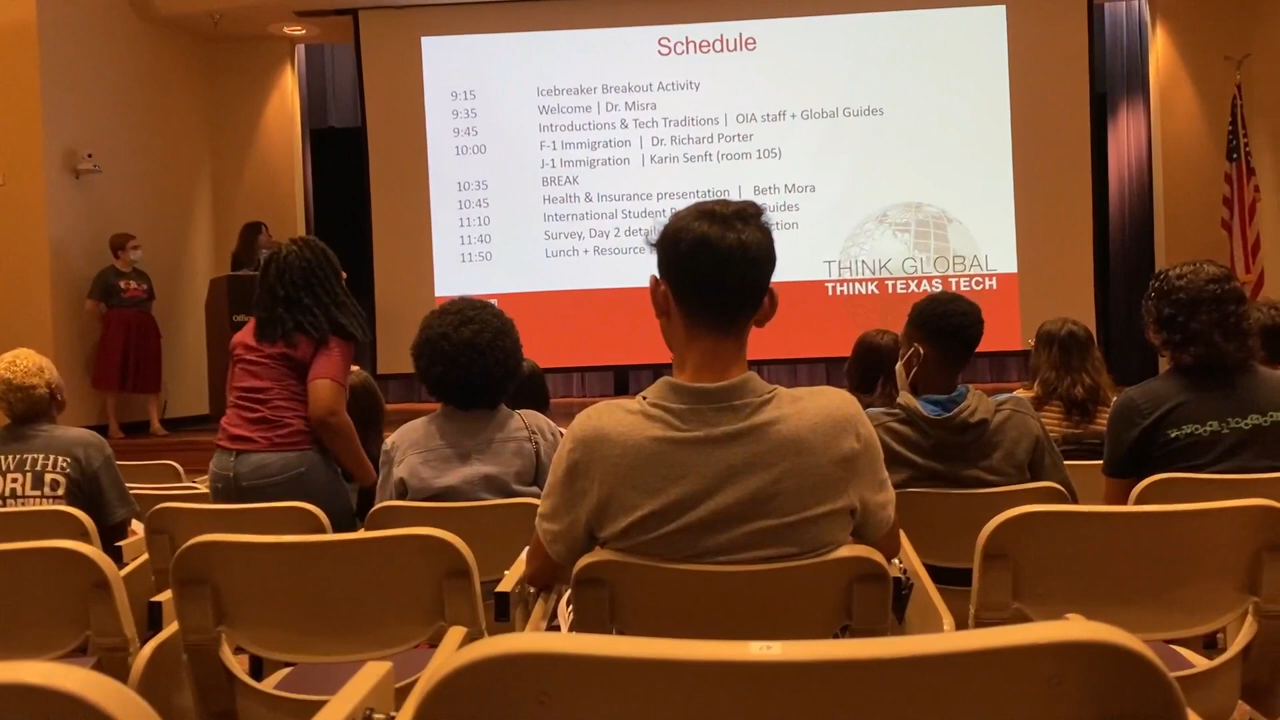 Schedule
9:15 Icebreaker Breakout Activity
9:35 Welcome | Dr. Misra
9:45 Introductions & Tech Traditions | OIA staff + Global Guides
10:00 F-1 Immigration | Dr. Richard Porter
J-1 Immigration | Karin Senft (room 105)
10:35 BREAK
10:45 Health & Insurance presentation | Beth Mora
11:10 International Student Guides
11:40 Survey, Day 2
11:50 Lunch + Resource
THINK GLOBAL
THINK TEXAS TECH
THE